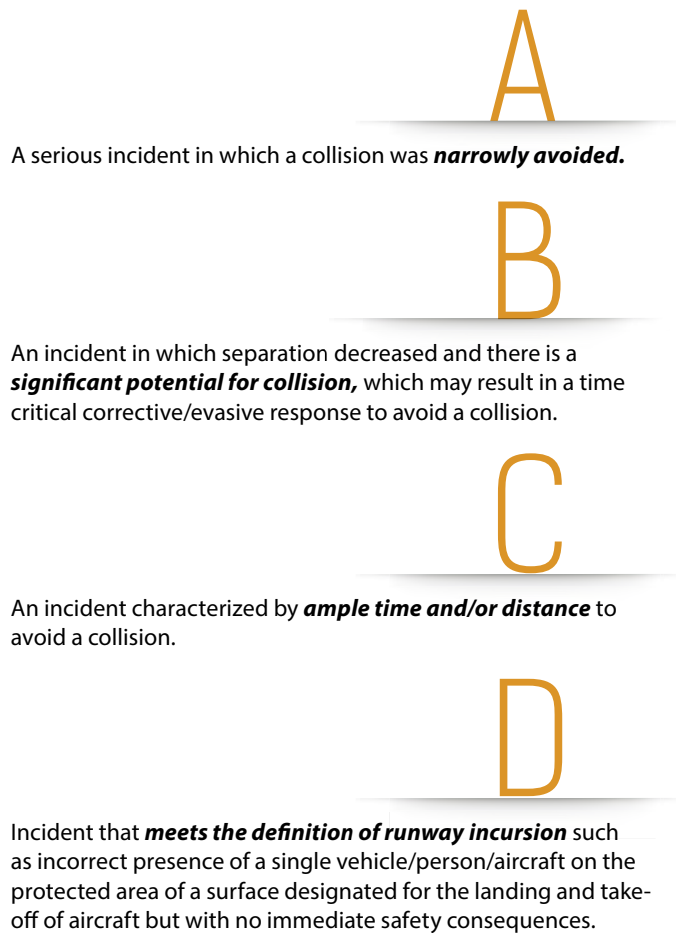 A
A serious incident in which a collision was narrowly avoided.
B
An incident in which separation decreased and there is a
significant potential for collision, which may result in a time
critical corrective/evasive response to avoid a collision.
C
An incident characterized by ample time and/or distance to
avoid a collision.
D
Incident that meets the definition of runway incursion such
as incorrect presence of a single vehicle/person/aircraft on the
protected area of a surface designated for the landing and take-
off of aircraft but with no immediate safety consequences.